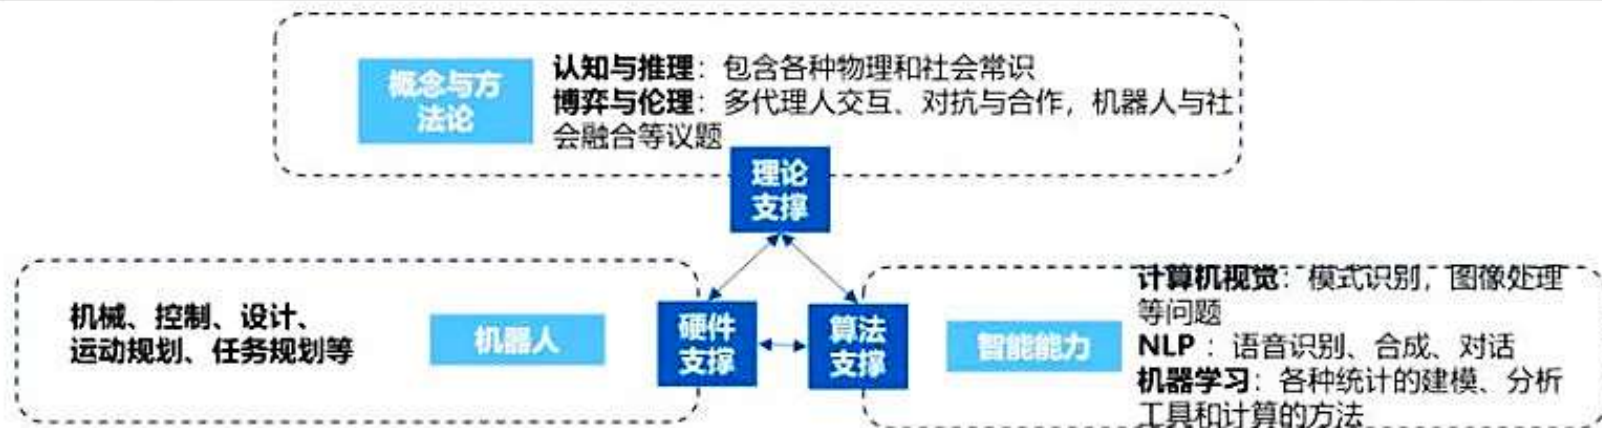 概念与方
法论
认知与推理：包含各种物理和社会常识
博弈与伦理：多代理人交互、对抗与合作，机器人与社
会融合等议题
理论
支撑
机械、控制、设计、
运动规划、任务规划等
机器人
硬件
支撑
算法
支撑
智能能力
计算机视觉：模式识别，图像处理
等问题
NLP ：语音识别、合成、对话
机器学习：各种统计的建模、分析
工具和计算的方法